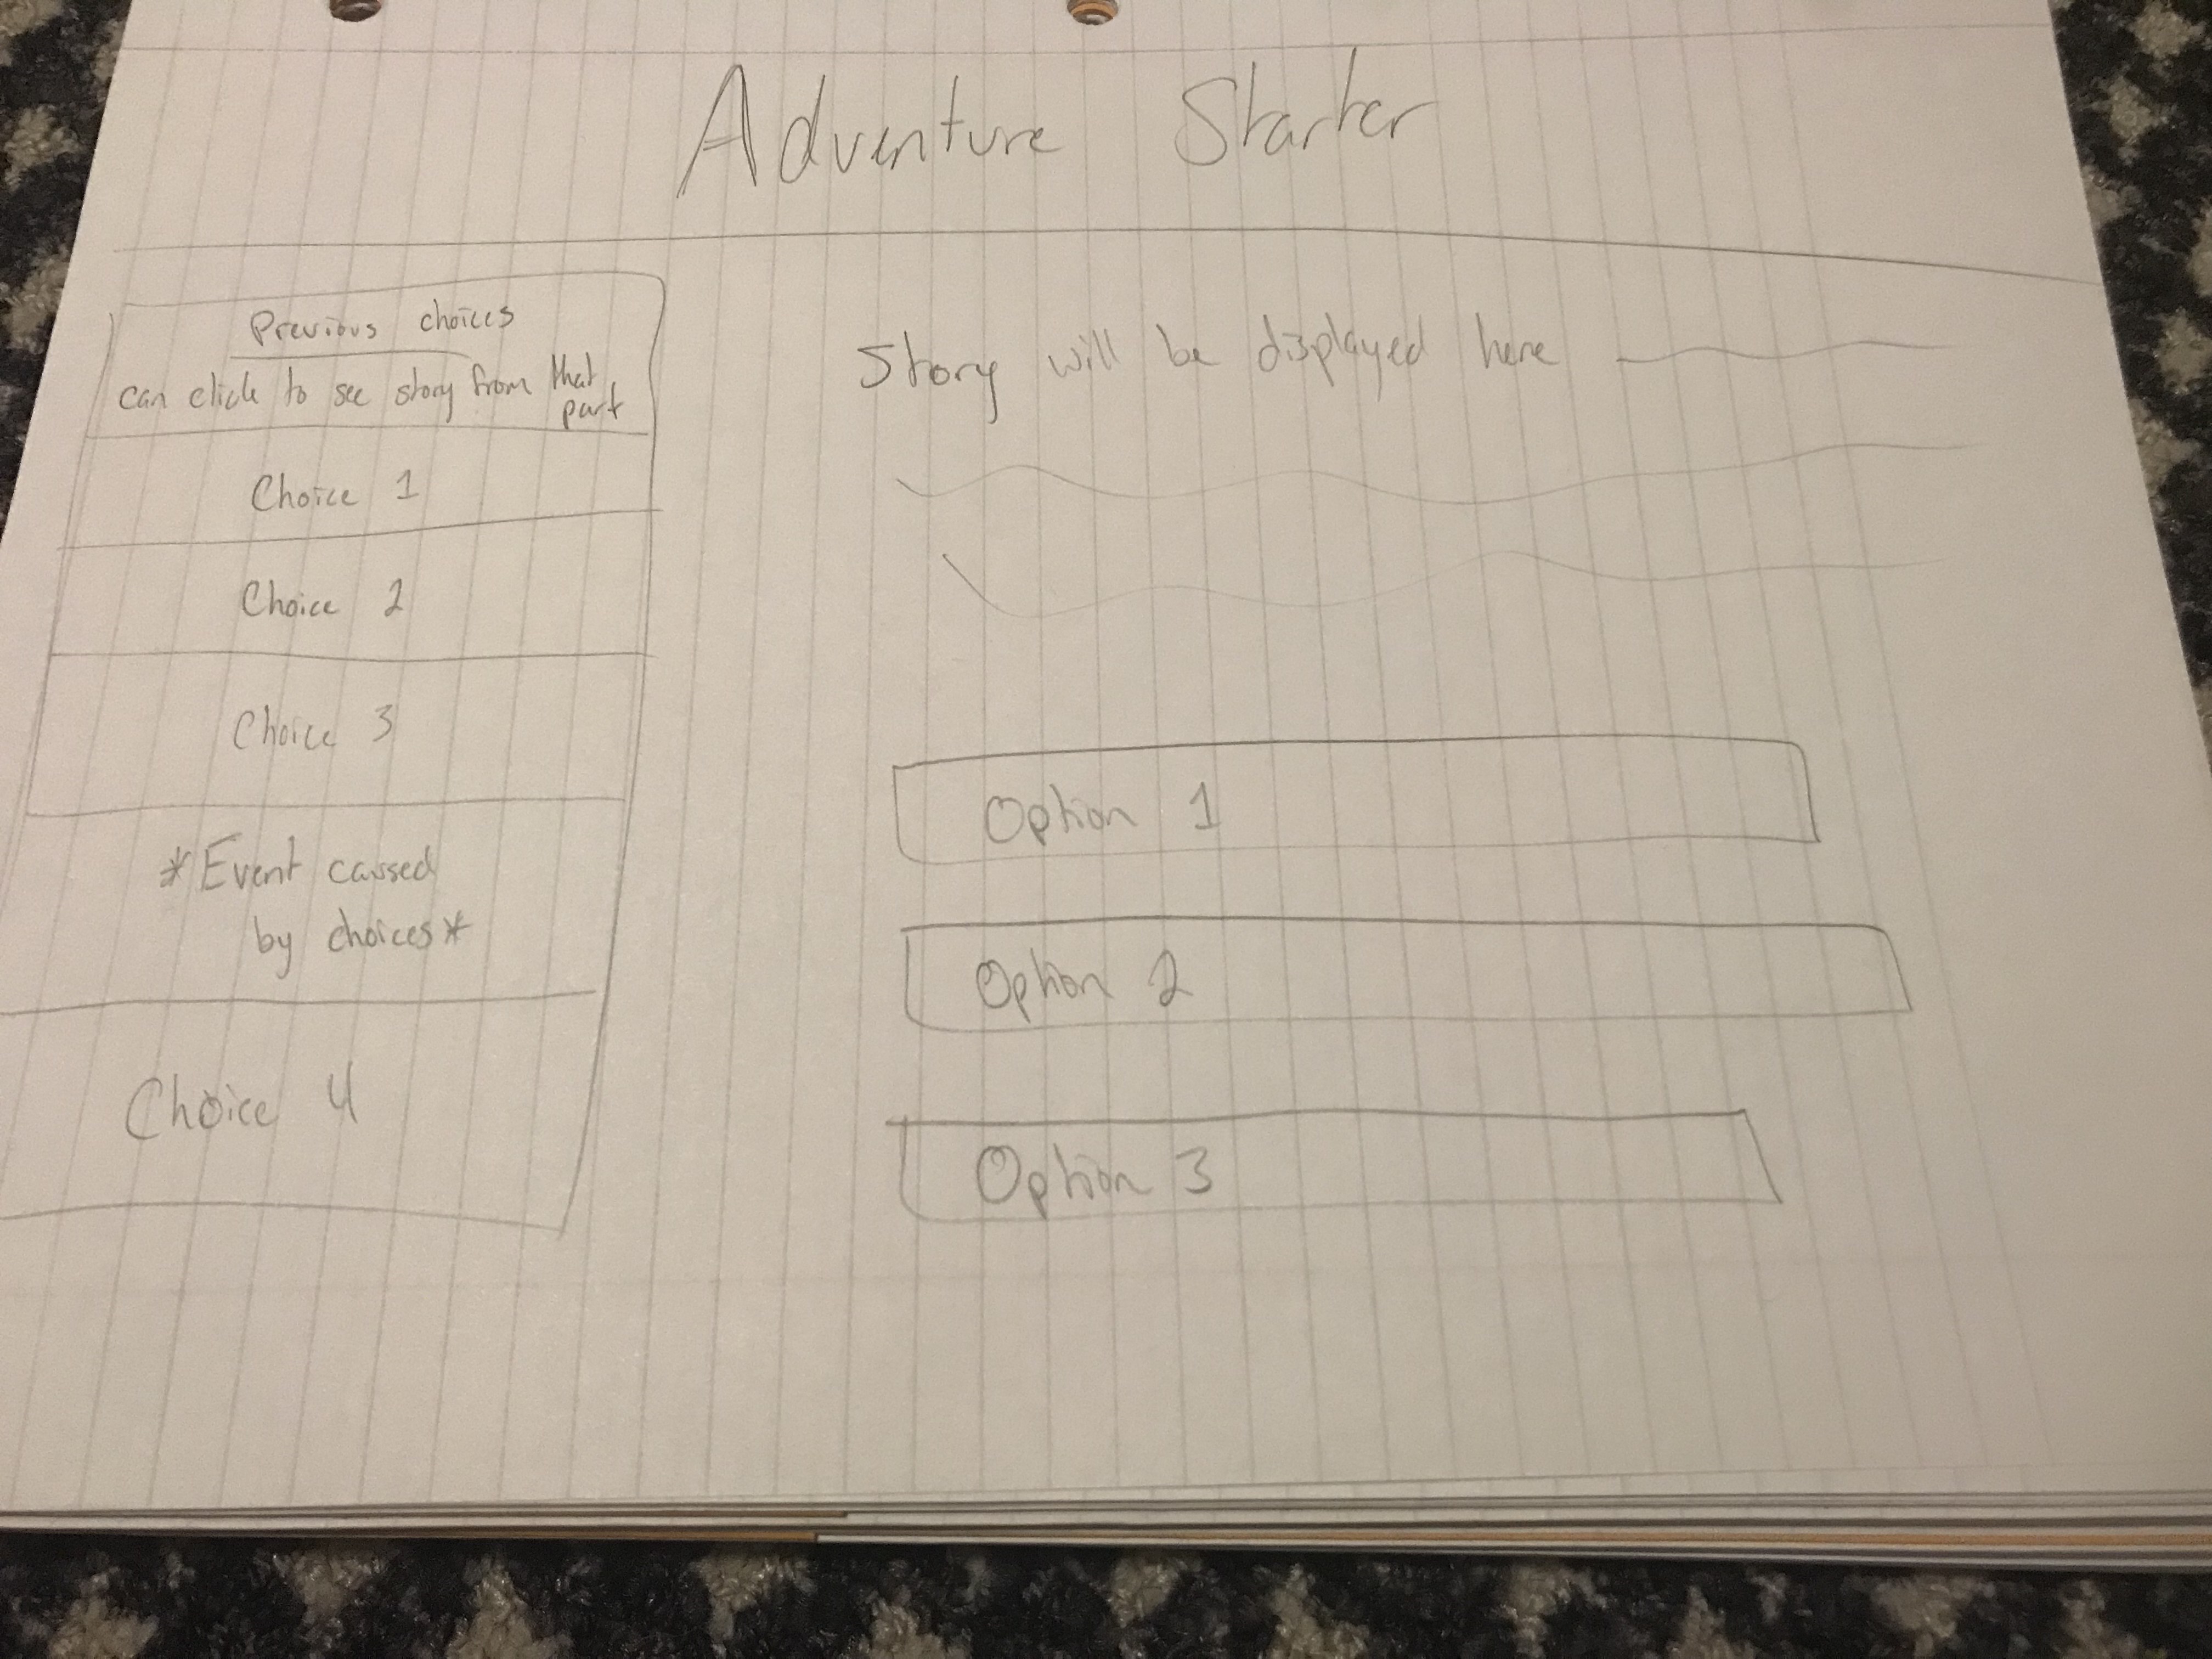 Adventure Starter
Previous choices
can click to see story from that
part
Choice 1
Choice 2
Choice 3
*Event caused
by choices*
Choice 4
Story will be displayed here
Option 1
Option 2
Option 3